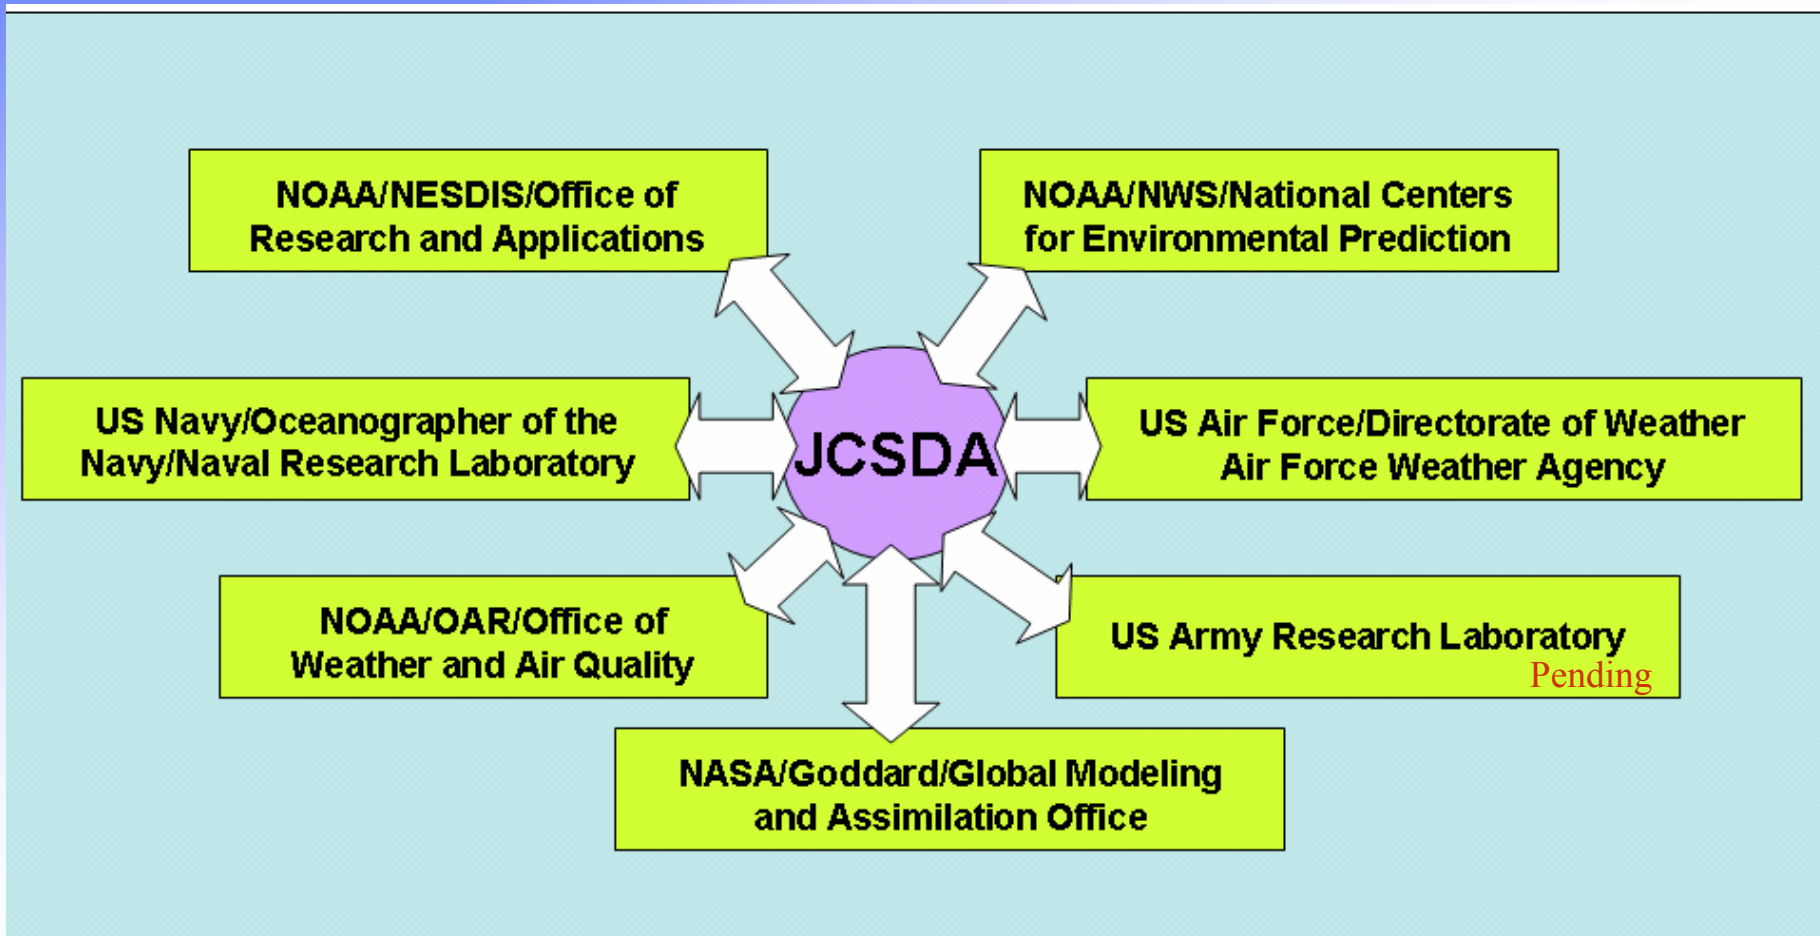 NOAA/NESDIS/Office of
Research and Applications
NOAA/NWS/National Centers
for Environmental Prediction
US Navy/Oceanographer of the
Navy/Naval Research Laboratory
JCSDA
US Air Force/Directorate of Weather
Air Force Weather Agency
NOAA/OAR/Office of
Weather and Air Quality
US Army Research Laboratory
Pending
NASA/Goddard/Global Modeling
and Assimilation Office